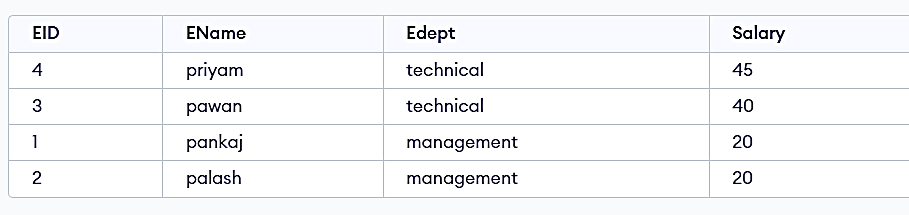 EID EName Edept Salary
4 priyam technical 45
3 pawan technical 40
1 pankaj management 20
2 palash management 20